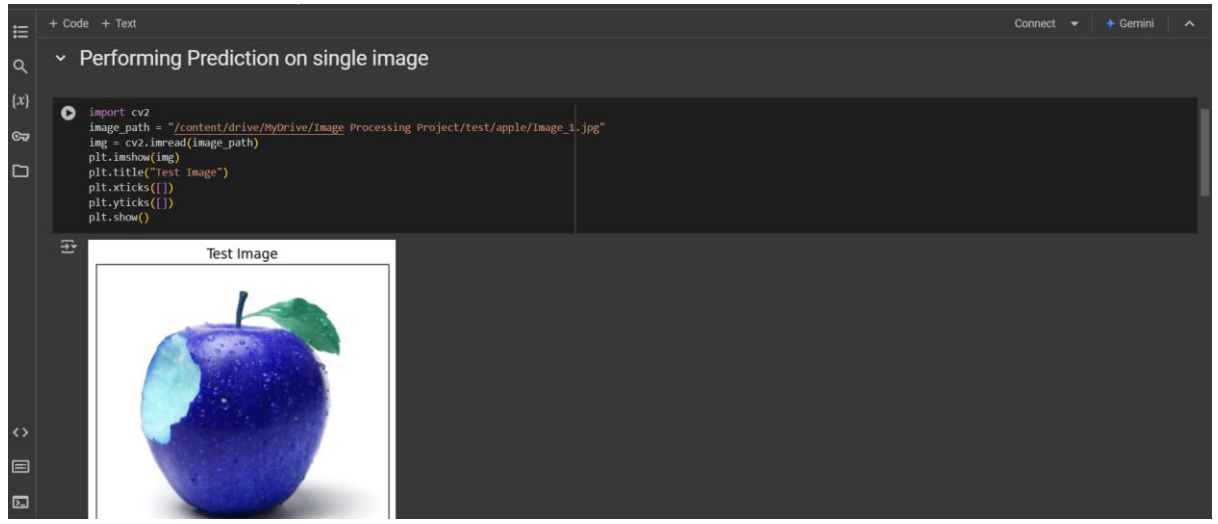 + Code + Text
Connect
Gemini
Performing Prediction on single image
{x}
import cv2
image_path = "/content/drive/MyDrive/Image Processing Project/test/apple/Image_1.jpg"
img = cv2.imread(image_path)
plt.imshow(img)
plt.title("Test Image")
plt.xticks([])
plt.yticks([])
plt.show()
Test Image